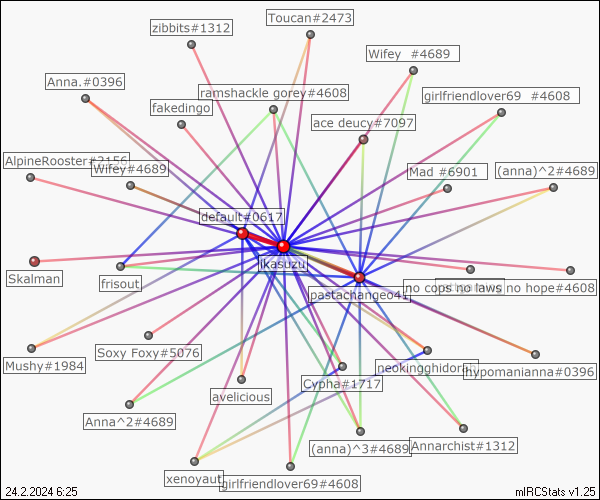 Toucan#2473
zibbits#1312
Wifey #4689
Anna.#0396
ramshackle gorey#4608
girlfriendlover69 #4608
fakedingo
ace deucy#7097
AlpineRooster#2156
Wifey#4689
Mad #6901
(anna)^2#4689
default#0617
ikasuzu
Skalman
frisout
pastachangeo41
no cops no laws no hope#4608
Soxy Foxy#5076
Mushy#1984
neokingghidorah
hypomanianna#0396
Cypha#1717
avelicious
Anna^2#4689
(anna)^3#4689
Annarchist#1312
xenoyaut
girlfriendlover69#4608
24.2.2024 6:25
mIRCStats v1.25